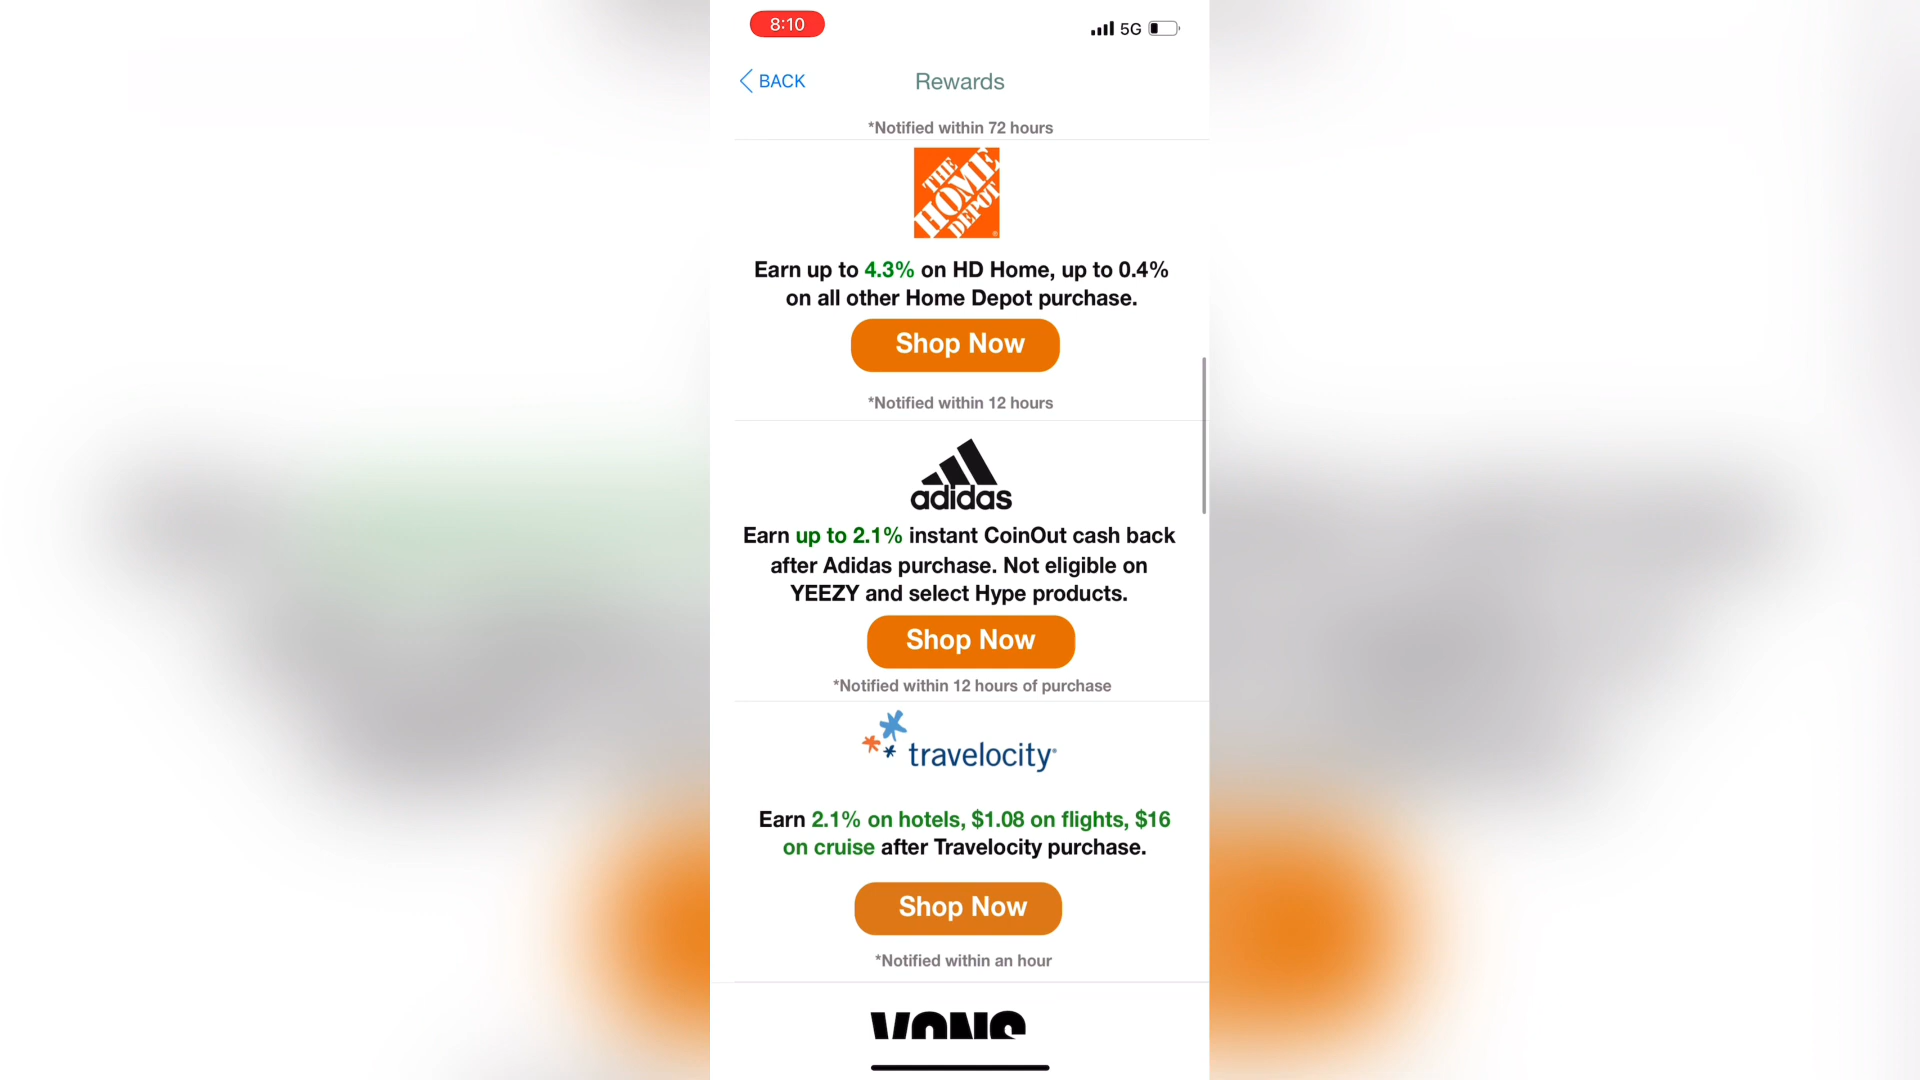 8:10
5G
BACK
Rewards
*Notified within 72 hours
THE
HOME
DEPOT
Earn up to 4.3% on HD Home, up to 0.4%
on all other Home Depot purchase.
Shop Now
*Notified within 12 hours
adidas
Earn up to 2.1% instant CoinOut cash back
after Adidas purchase. Not eligible on
YEEZY and select Hype products.
Shop Now
*Notified within 12 hours of purchase
travelocity
Earn 2.1% on hotels, $1.08 on flights, $16
on cruise after Travelocity purchase.
Shop Now
*Notified within an hour